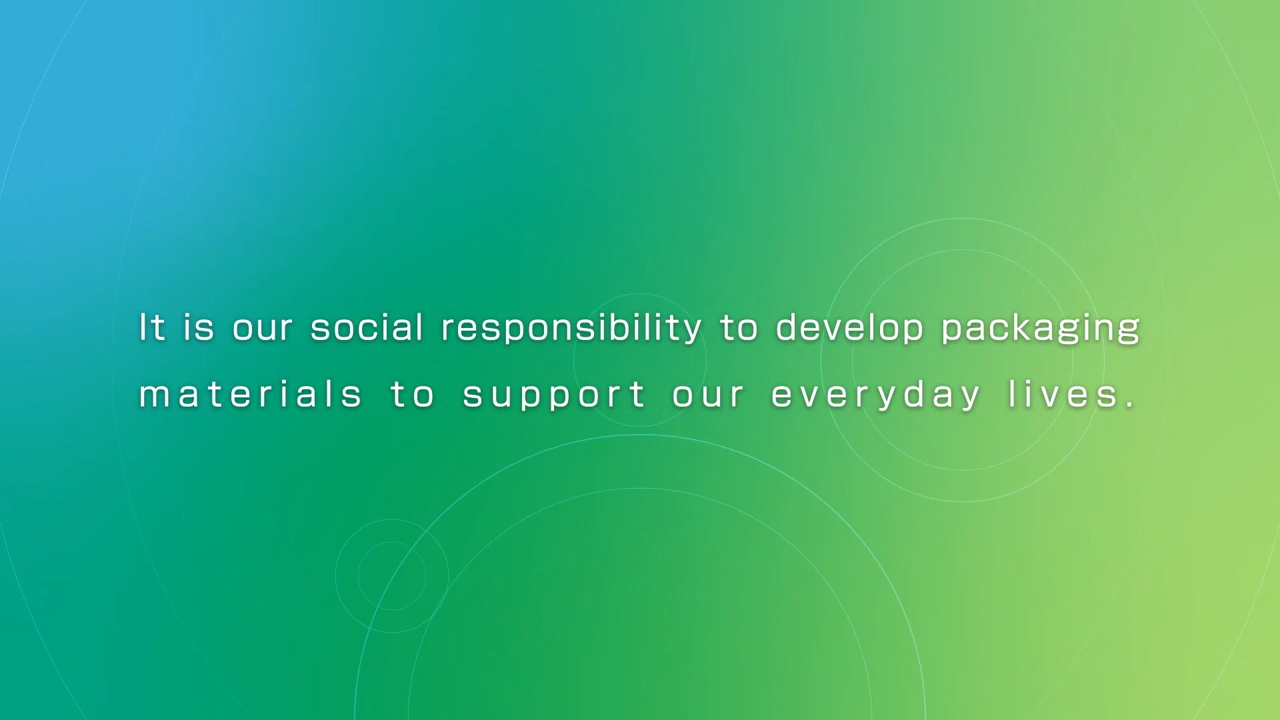 It is our social responsibility to develop packaging
materials to support our everyday lives.